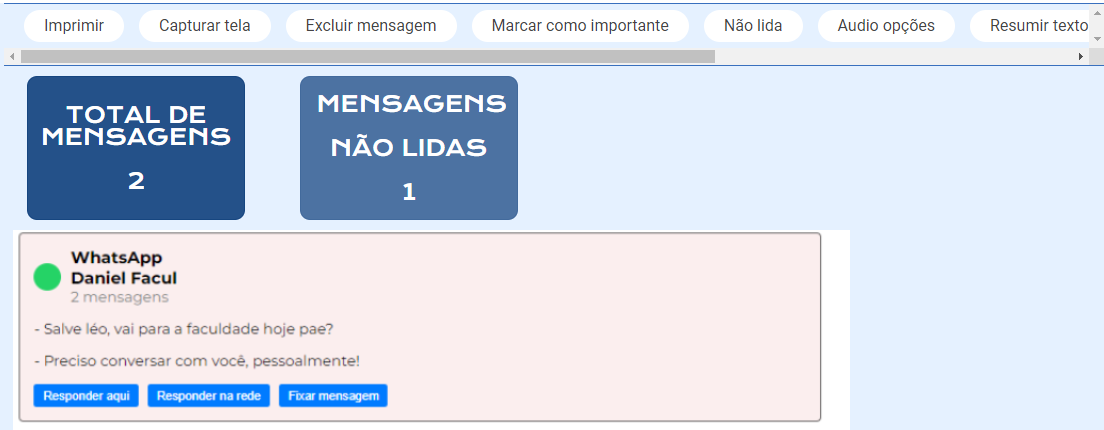 Imprimir Capturar tela Excluir mensagem Marcar como importante Não lida Audio opções Resumir texto
TOTAL DE
MENSAGENS
2
MENSAGENS
NÃO LIDAS
1
WhatsApp
Daniel Facul
2 mensagens
- Salve léo, vai para a faculdade hoje pae?
- Preciso conversar com você, pessoalmente!
Responder aqui Responder na rede Fixar mensagem